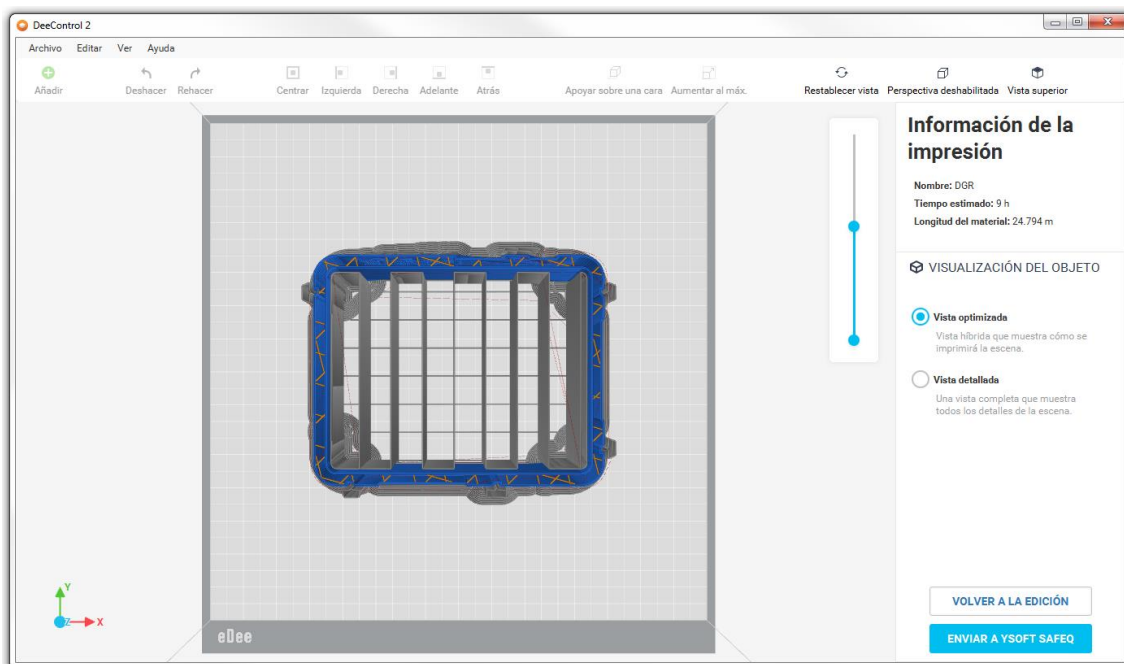 DeeControl 2
Archivo Editar Ver Ayuda
Añadir Deshacer Rehacer Centrar Izquierda Derecha Adelante Atrás Apoyar sobre una cara Aumentar al máx. Restablecer vista Perspectiva deshabilitada Vista superior
Información de la
impresión
Nombre: DGR
Tiempo estimado: 9 h
Longitud del material: 24.794 m
VISUALIZACIÓN DEL OBJETO
Vista optimizada
Vista híbrida que muestra cómo se
imprimirá la escena.
Vista detallada
Una vista completa que muestra
todos los detalles de la escena.
Y
Z
X
eDee
VOLVER A LA EDICIÓN
ENVIAR A YSOFT SAFEQ